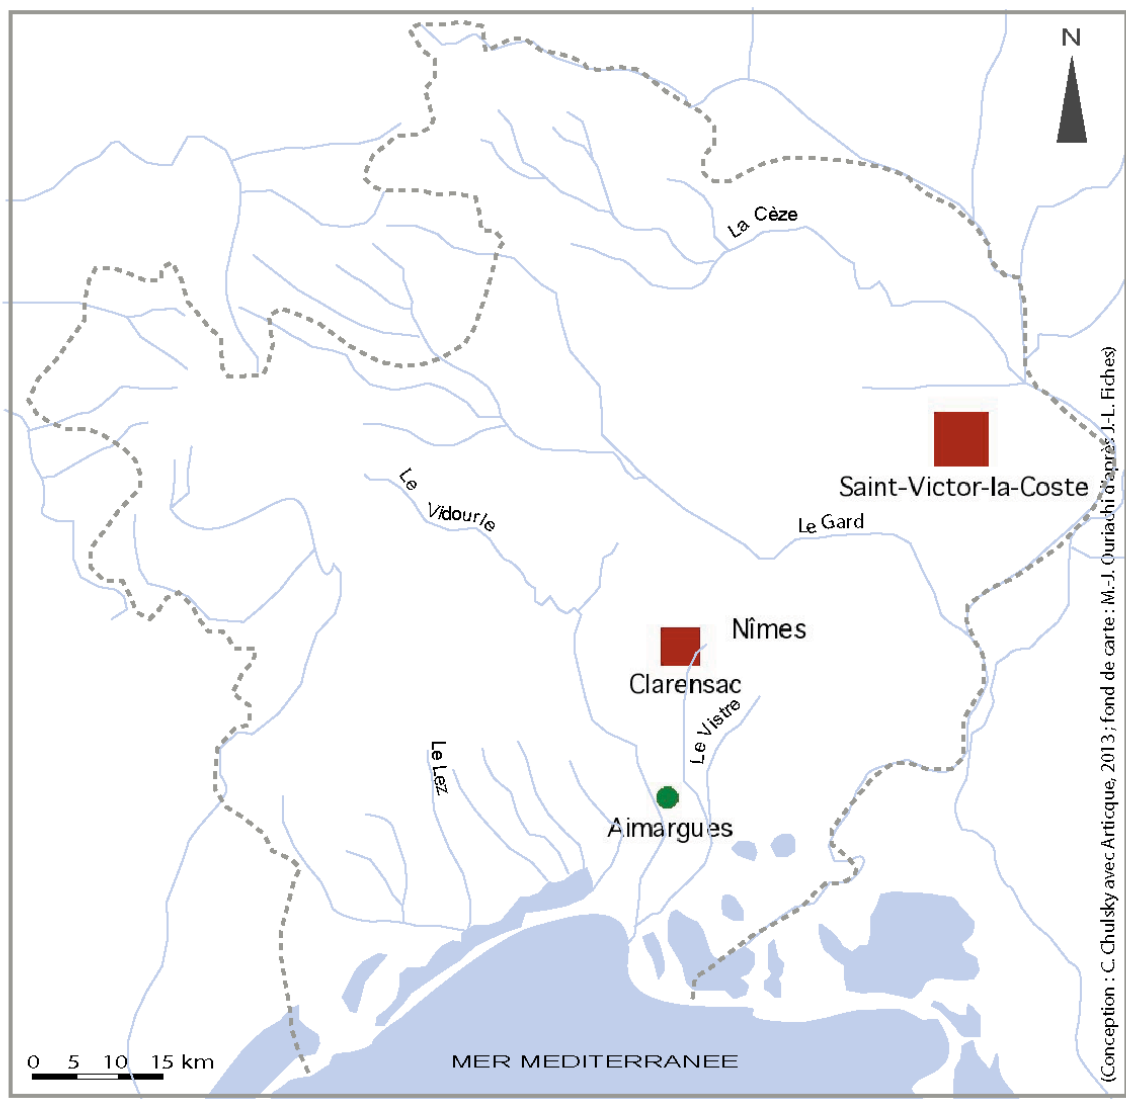 N
La Cèze
Saint-Victor-la-Coste
Le Vidourle
Le Gard
Nîmes
Clarensac
Le Vistre
Le Lez
Aimargues
0 5 10 15 km
MER MEDITERRANEE
(Conception : C. Chulsky avec Articque, 2013 ; fond de carte : M.-J. Ouriachi d'après J.-L. Fiches)